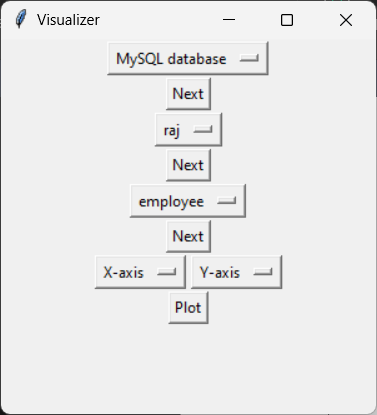 Visualizer
MySQL database
Next
raj
Next
employee
Next
X-axis Y-axis
Plot